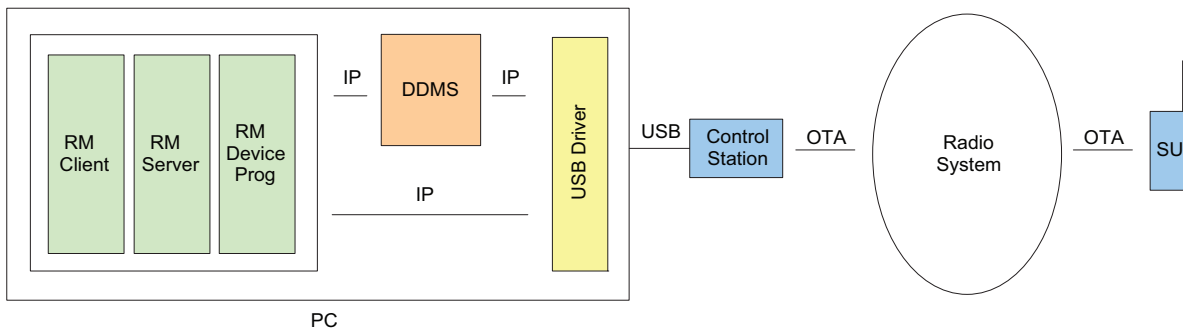 RM
Client
RM
Server
RM
Device
Prog
IP
DDMS
IP
IP
USB Driver
USB
Control
Station
OTA
Radio
System
OTA
SU
PC